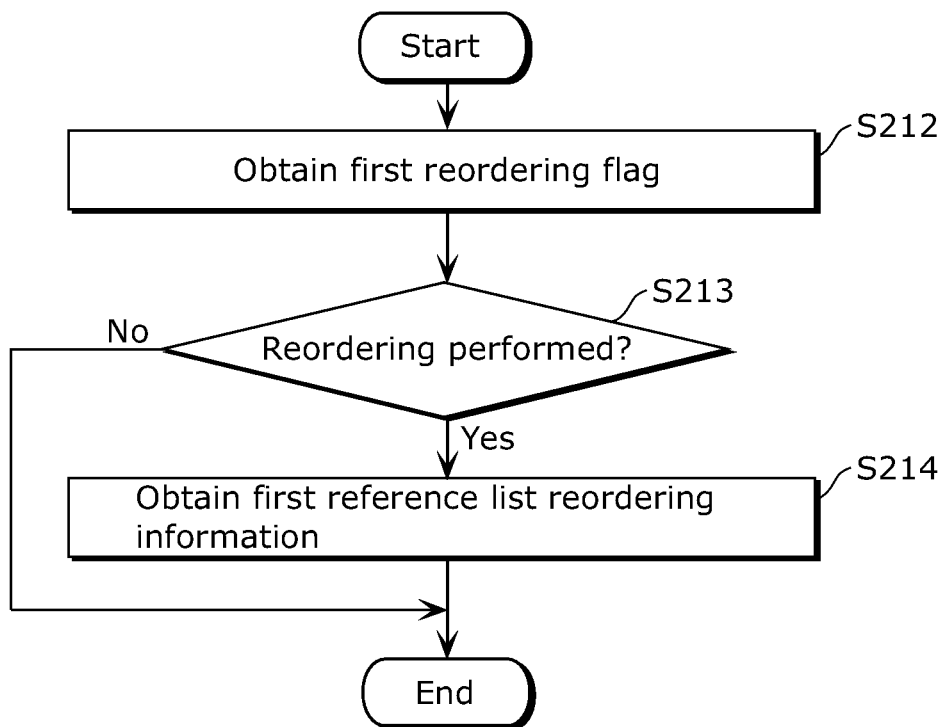 Start
S212
Obtain first reordering flag
S213
No
Reordering performed?
Yes
S214
Obtain first reference list reordering
information
End